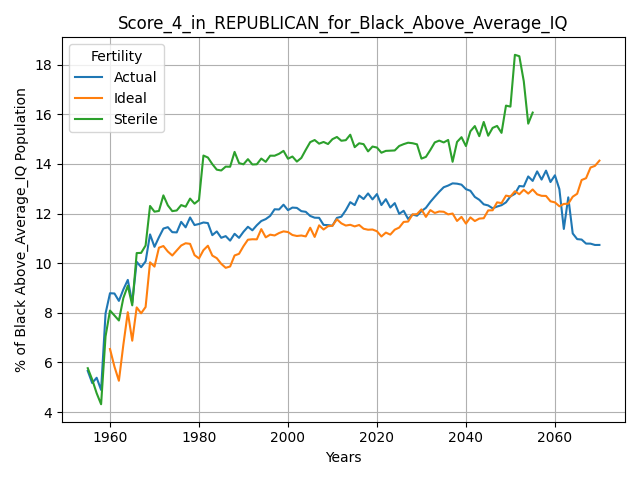 Score_4_in_REPUBLICAN_for_Black_Above_Average_IQ
Fertility
Actual
Ideal
Sterile
% of Black Above_Average_IQ Population
18
16
14
12
10
8
6
4
1960 1980 2000 2020 2040 2060
Years